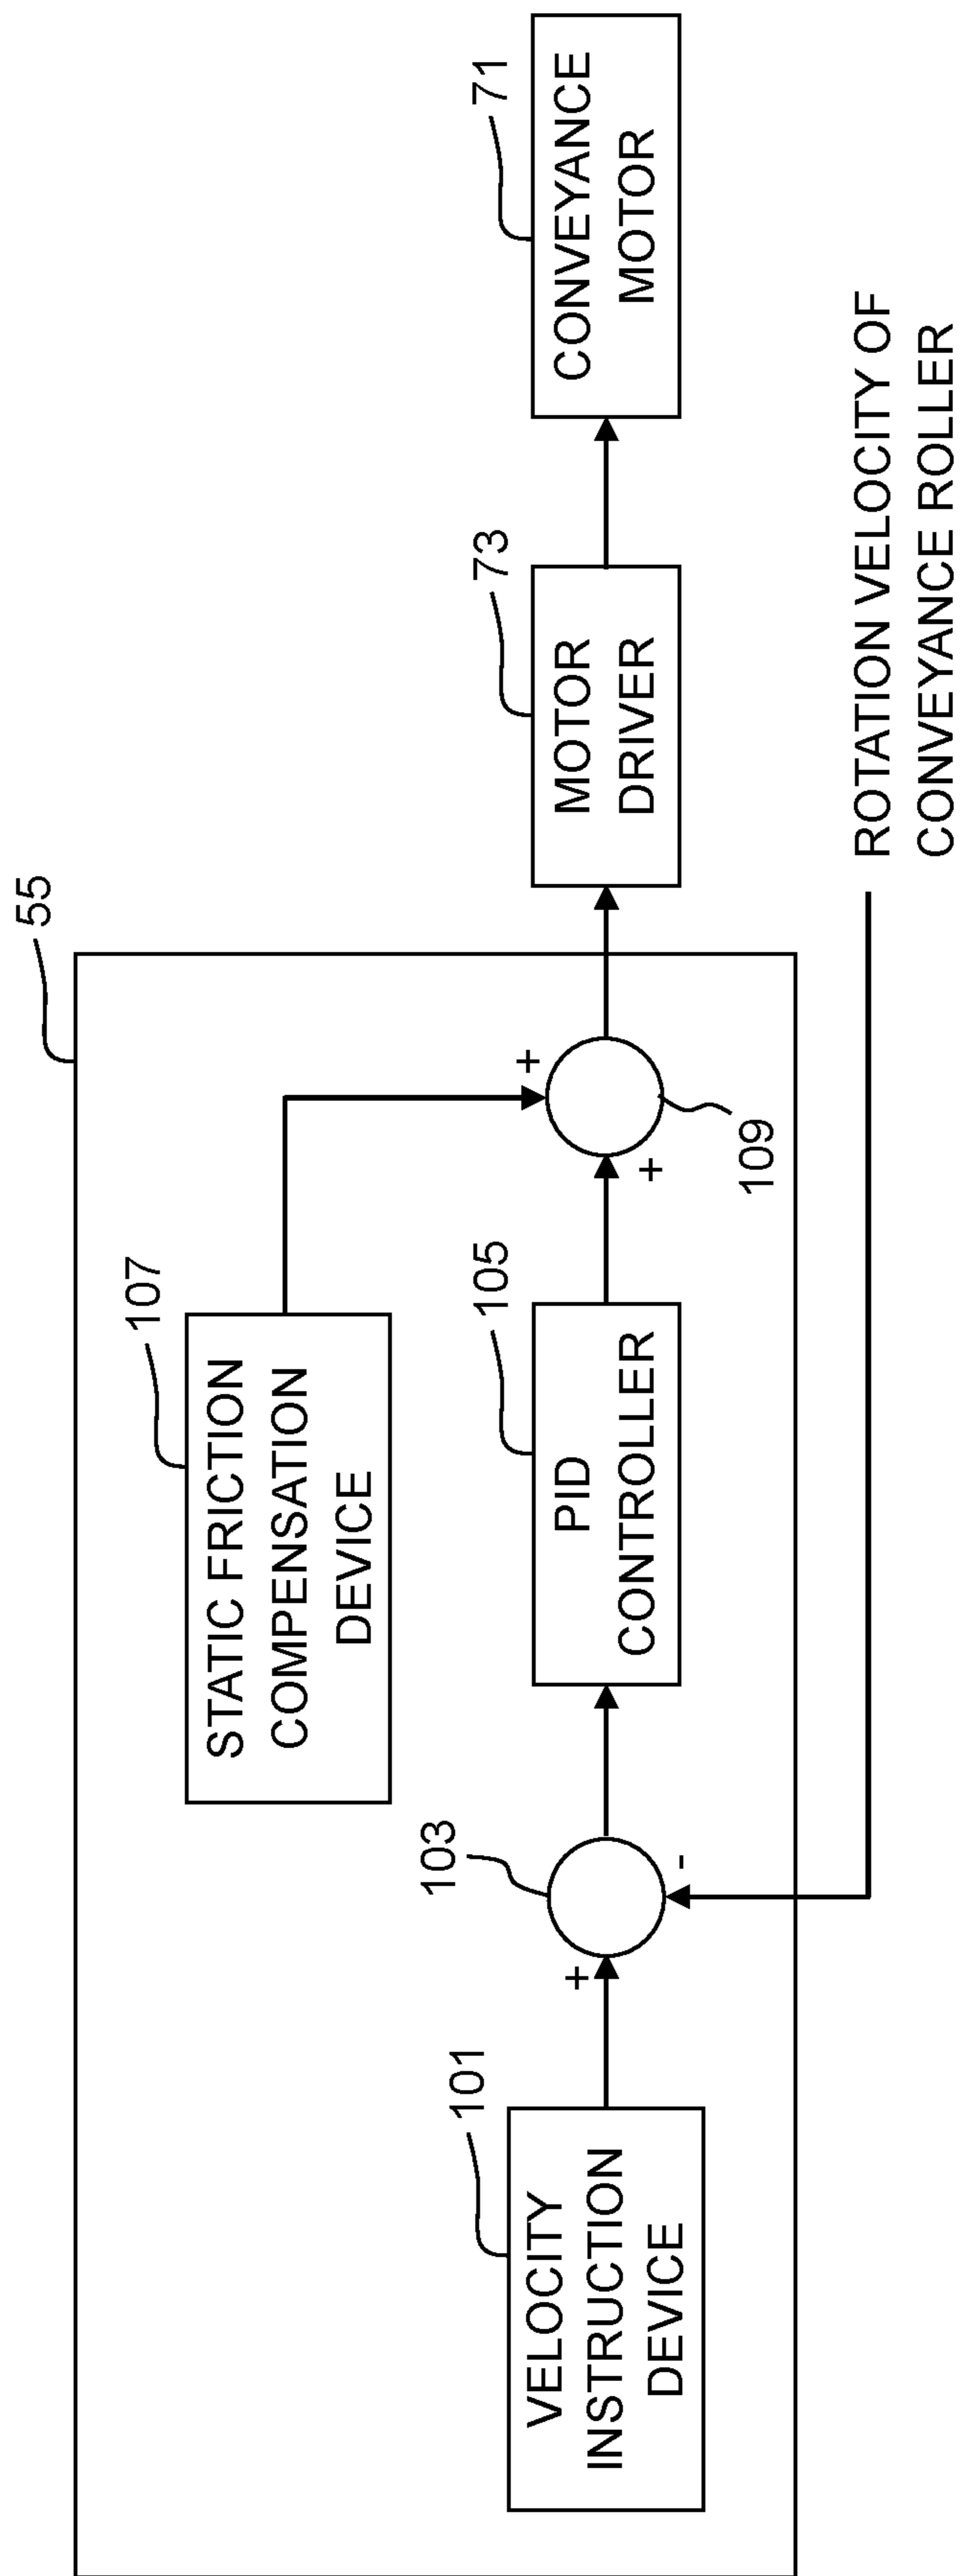 55
107
STATIC FRICTION
COMPENSATION
DEVICE
101
VELOCITY
INSTRUCTION
DEVICE
103
+
-
105
PID
CONTROLLER
+
+
109
73
MOTOR
DRIVER
71
CONVEYANCE
MOTOR
ROTATION VELOCITY OF
CONVEYANCE ROLLER